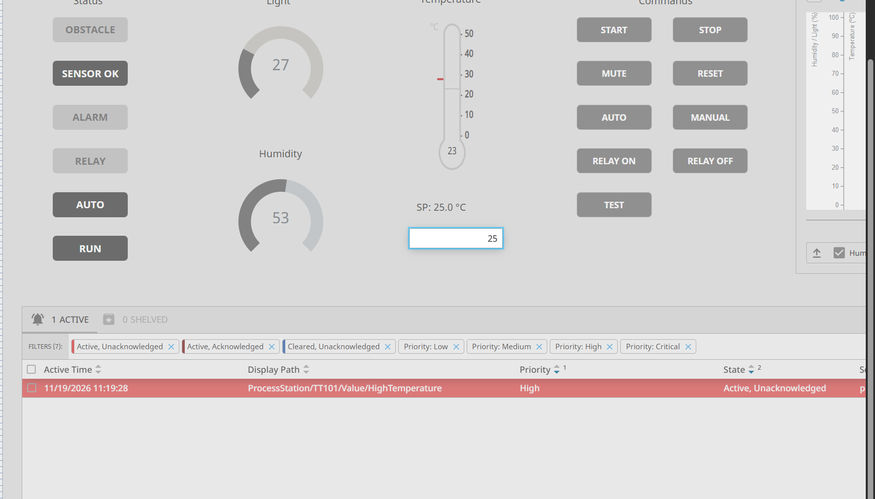 Status
Light
Temperature
Commands
OBSTACLE
SENSOR OK
ALARM
RELAY
AUTO
RUN
27
Humidity
53
°C
50
40
30
20
10
0
23
SP: 25.0 °C
25
START STOP
MUTE RESET
AUTO MANUAL
RELAY ON RELAY OFF
TEST
Humidity / Light (%)
Temperature (°C)
100
90
80
70
60
50
40
30
20
10
0
Hum
1 ACTIVE 0 SHELVED
FILTERS (7): Active, Unacknowledged Active, Acknowledged Cleared, Unacknowledged Priority: Low Priority: Medium Priority: High Priority: Critical
Active Time Display Path Priority 1 State 2 S
11/19/2026 11:19:28 ProcessStation/TT101/Value/HighTemperature High Active, Unacknowledged p